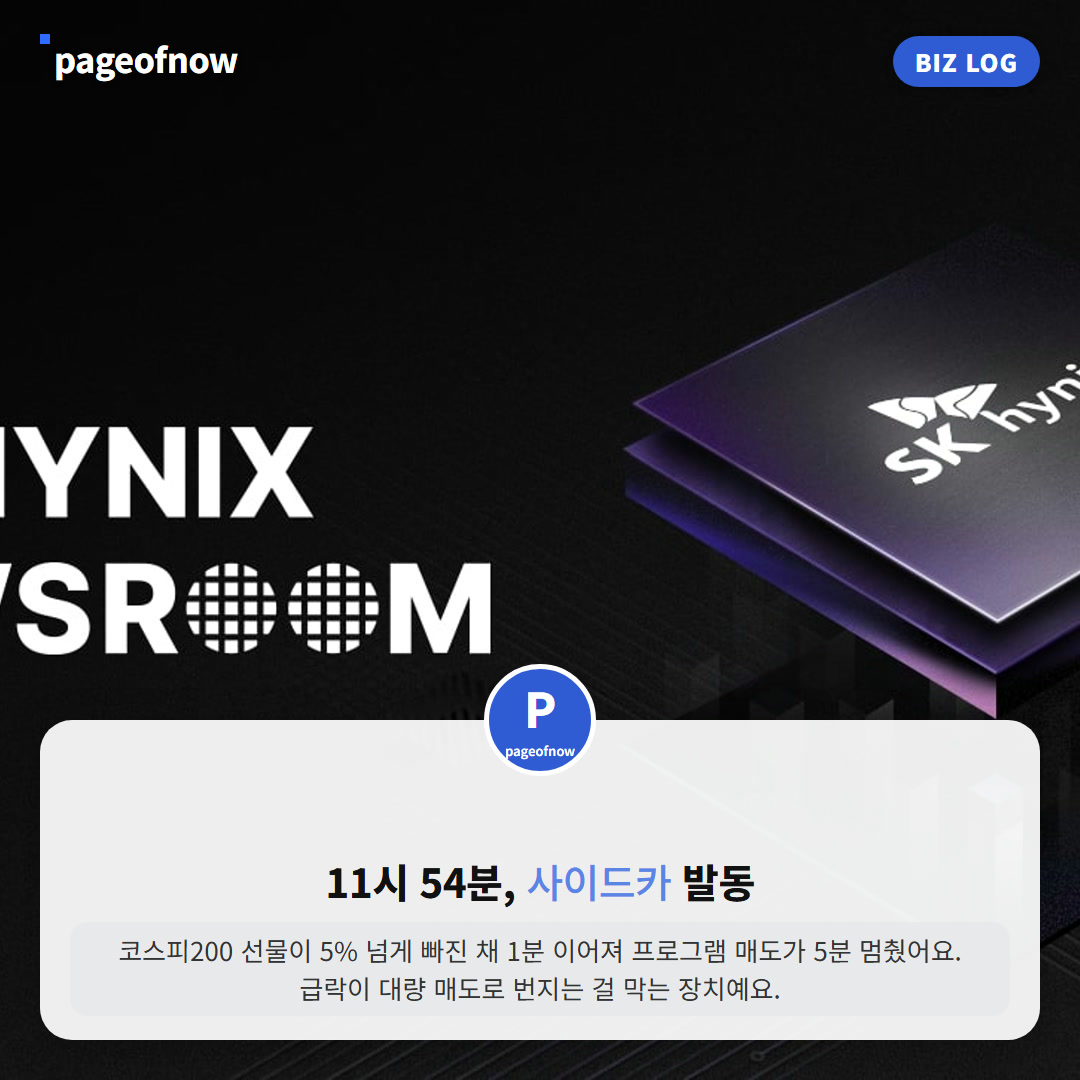 pageofnow
BIZ LOG
HYNIX
WSROOM
SK hyni
P
pageofnow
11시 54분, 사이드카 발동
코스피200 선물이 5% 넘게 빠진 채 1분 이어져 프로그램 매도가 5분 멈췄어요.
급락이 대량 매도로 번지는 걸 막는 장치예요.